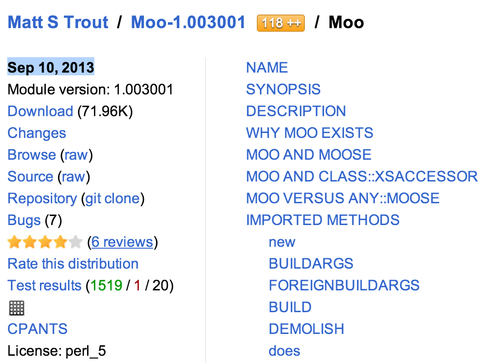 Matt S Trout / Moo-1.003001 118 ++ / Moo
Sep 10, 2013
Module version: 1.003001
Download (71.96K)
Changes
Browse (raw)
Source (raw)
Repository (git clone)
Bugs (7)
(6 reviews)
Rate this distribution
Test results (1519 / 1 / 20)
CPANTS
License: perl_5
NAME
SYNOPSIS
DESCRIPTION
WHY MOO EXISTS
MOO AND MOOSE
MOO AND CLASS::XSACCESSOR
MOO VERSUS ANY::MOOSE
IMPORTED METHODS
new
BUILDARGS
FOREIGNBUILDARGS
BUILD
DEMOLISH
does